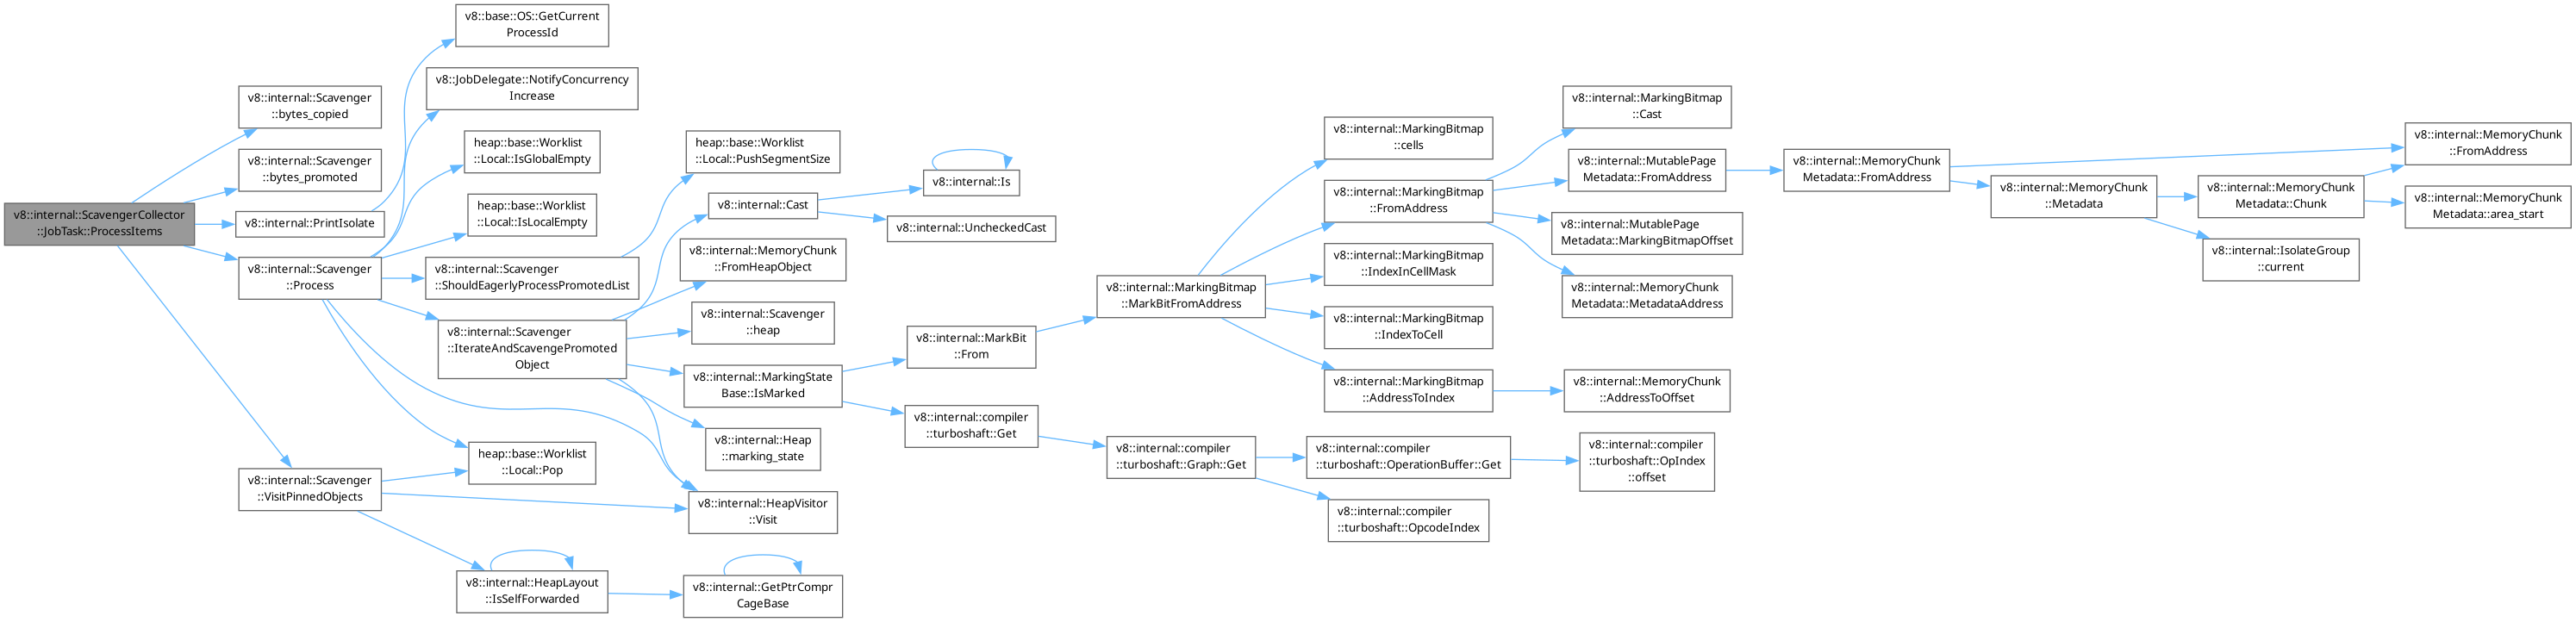 v8::internal::ScavengerCollector
::JobTask::ProcessItems
v8::internal::Scavenger
::bytes_copied
v8::internal::Scavenger
::bytes_promoted
v8::internal::PrintIsolate
v8::internal::Scavenger
::Process
v8::internal::Scavenger
::VisitPinnedObjects
v8::base::OS::GetCurrent
ProcessId
v8::JobDelegate::NotifyConcurrency
Increase
heap::base::Worklist
::Local::IsGlobalEmpty
heap::base::Worklist
::Local::IsLocalEmpty
v8::internal::Scavenger
::ShouldEagerlyProcessPromotedList
v8::internal::Scavenger
::IterateAndScavengePromoted
Object
heap::base::Worklist
::Local::Pop
v8::internal::HeapLayout
::IsSelfForwarded
heap::base::Worklist
::Local::PushSegmentSize
v8::internal::Cast
v8::internal::MemoryChunk
::FromHeapObject
v8::internal::Scavenger
::heap
v8::internal::MarkingState
Base::IsMarked
v8::internal::Heap
::marking_state
v8::internal::HeapVisitor
::Visit
v8::internal::GetPtrCompr
CageBase
v8::internal::Is
v8::internal::UncheckedCast
v8::internal::MarkBit
::From
v8::internal::compiler
::turboshaft::Get
v8::internal::MarkingBitmap
::MarkBitFromAddress
v8::internal::compiler
::turboshaft::Graph::Get
v8::internal::MarkingBitmap
::cells
v8::internal::MarkingBitmap
::FromAddress
v8::internal::MarkingBitmap
::IndexInCellMask
v8::internal::MarkingBitmap
::IndexToCell
v8::internal::MarkingBitmap
::AddressToIndex
v8::internal::compiler
::turboshaft::OperationBuffer::Get
v8::internal::compiler
::turboshaft::OpcodeIndex
v8::internal::MarkingBitmap
::Cast
v8::internal::MutablePage
Metadata::FromAddress
v8::internal::MutablePage
Metadata::MarkingBitmapOffset
v8::internal::MemoryChunk
Metadata::MetadataAddress
v8::internal::MemoryChunk
::AddressToOffset
v8::internal::compiler
::turboshaft::OpIndex
::offset
v8::internal::MemoryChunk
Metadata::FromAddress
v8::internal::MemoryChunk
::Metadata
v8::internal::MemoryChunk
Metadata::Chunk
v8::internal::IsolateGroup
::current
v8::internal::MemoryChunk
::FromAddress
v8::internal::MemoryChunk
Metadata::area_start